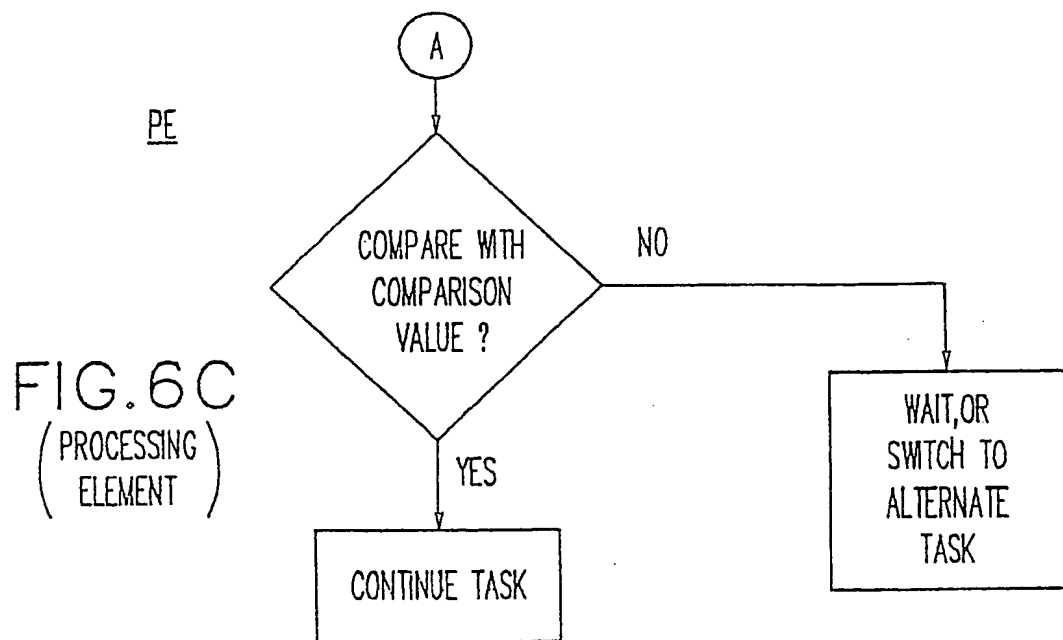 A
PE
COMPARE WITH
COMPARISON
VALUE ?
NO
YES
CONTINUE TASK
WAIT,OR
SWITCH TO
ALTERNATE
TASK
FIG.6C
(PROCESSING
ELEMENT)